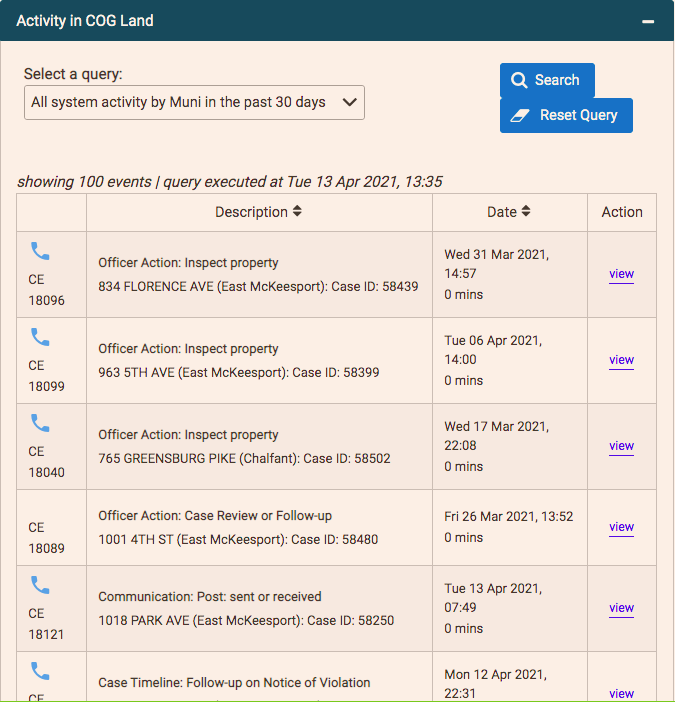 Activity in COG Land
Select a query:
All system activity by Muni in the past 30 days
Search
Reset Query
showing 100 events | query executed at Tue 13 Apr 2021, 13:35
Description Date Action
CE
18096
Officer Action: Inspect property
834 FLORENCE AVE (East McKeesport): Case ID: 58439
Wed 31 Mar 2021,
14:57
0 mins
view
CE
18099
Officer Action: Inspect property
963 5TH AVE (East McKeesport): Case ID: 58399
Tue 06 Apr 2021,
14:00
0 mins
view
CE
18040
Officer Action: Inspect property
765 GREENSBURG PIKE (Chalfant): Case ID: 58502
Wed 17 Mar 2021,
22:08
0 mins
view
CE
18089
Officer Action: Case Review or Follow-up
1001 4TH ST (East McKeesport): Case ID: 58480
Fri 26 Mar 2021, 13:52
0 mins
view
CE
18121
Communication: Post: sent or received
1018 PARK AVE (East McKeesport): Case ID: 58250
Tue 13 Apr 2021,
07:49
0 mins
view
CE
Case Timeline: Follow-up on Notice of Violation
Mon 12 Apr 2021,
22:31
view